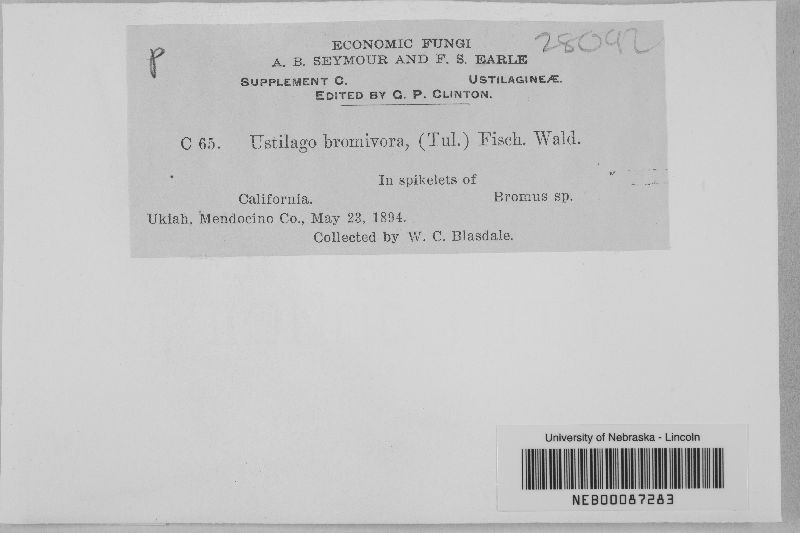 P
ECONOMIC FUNGI
28092
A. B. SEYMOUR AND F. S. EARLE
SUPPLEMENT C. USTILAGINEÆ.
EDITED BY G. P. CLINTON.
C 65. Ustilago bromivora, (Tul.) Fisch. Wald.
In spikelets of
California. Bromus sp.
Ukiah, Mendocino Co., May 23, 1894.
Collected by W. C. Blasdale.
University of Nebraska - Lincoln
NEB00087283